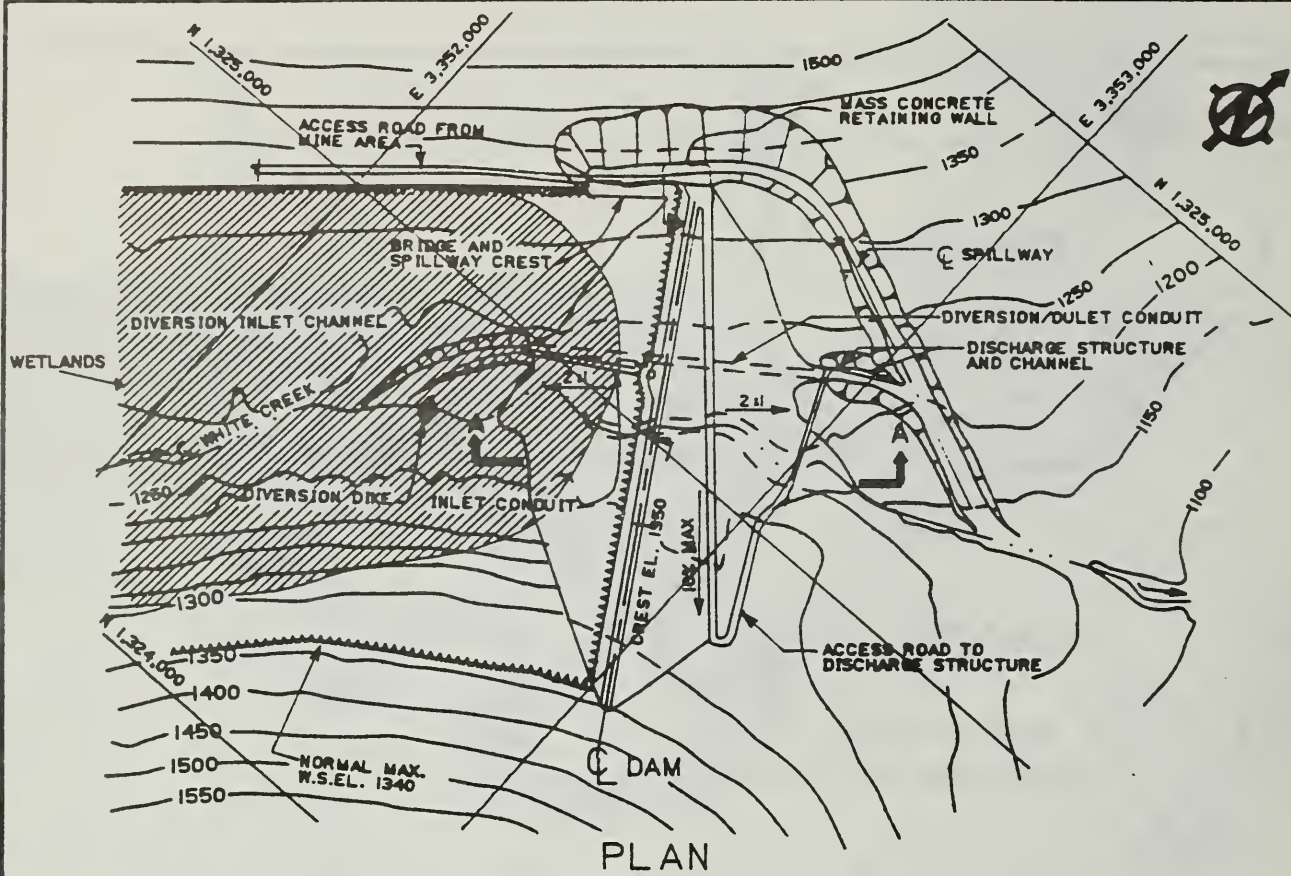 N 1,325,000
E 3,352,000
1500
E 3,353,000
MASS CONCRETE
RETAINING WALL
ACCESS ROAD FROM
MINE AREA
1350
N 1,325,000
1300
BRIDGE AND
SPILLWAY CREST
CL SPILLWAY
1200
1250
DIVERSION INLET CHANNEL
DIVERSION/OULET CONDUIT
DISCHARGE STRUCTURE
AND CHANNEL
WETLANDS
2:1
2:1
1150
CL WHITE CREEK
A
A
1250
DIVERSION DIKE
INLET CONDUIT
1100
CREST EL. 1350
10% MAX
1300
N 1,324,000
1350
ACCESS ROAD TO
DISCHARGE STRUCTURE
1400
1450
NORMAL MAX.
W.S.EL. 1340
CL DAM
1500
1550
PLAN